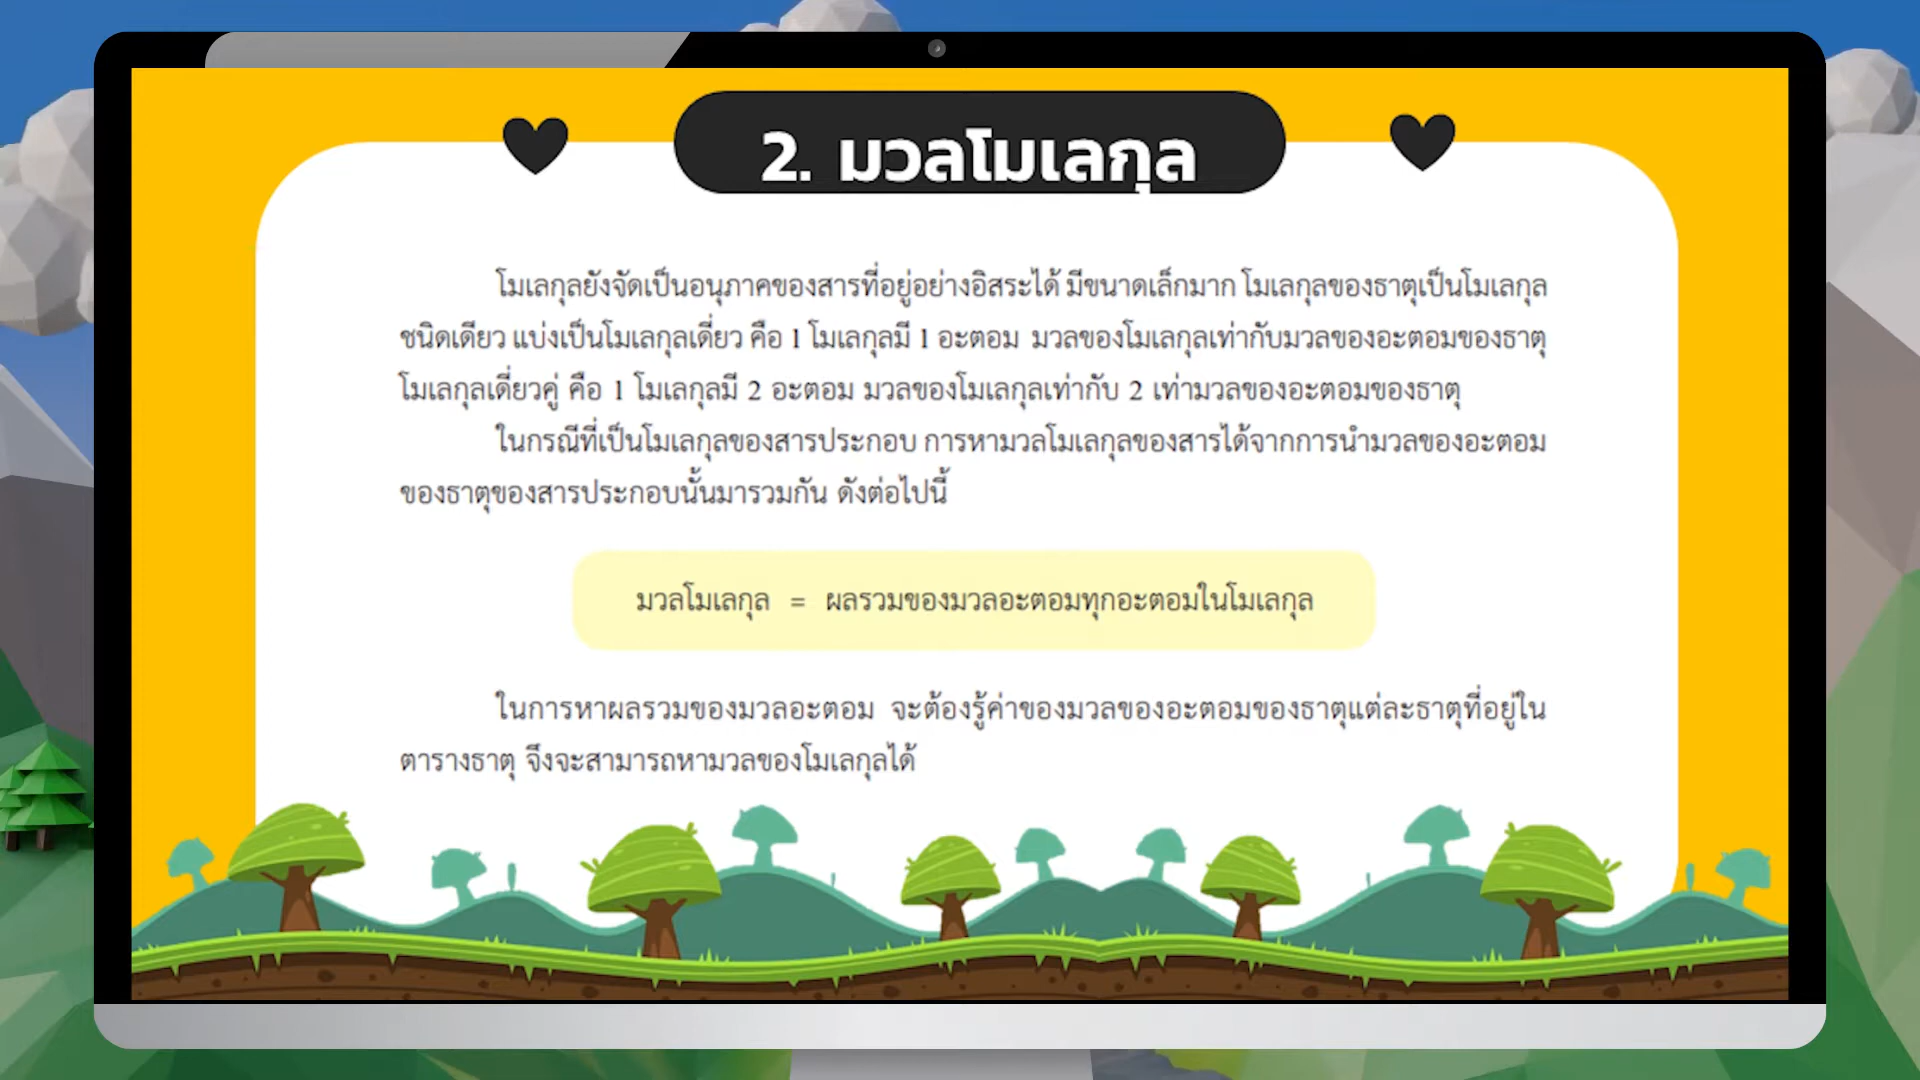 2. มวลโมเลกุล
โมเลกุลยังจัดเป็นอนุภาคของสารที่อยู่อย่างอิสระได้ มีขนาดเล็กมาก โมเลกุลของธาตุเป็นโมเลกุล
ชนิดเดียว แบ่งเป็นโมเลกุลเดี่ยว คือ 1 โมเลกุลมี 1 อะตอม มวลของโมเลกุลเท่ากับมวลของอะตอมของธาตุ
โมเลกุลเดี่ยวคู่ คือ 1 โมเลกุลมี 2 อะตอม มวลของโมเลกุลเท่ากับ 2 เท่ามวลของอะตอมของธาตุ
ในกรณีที่เป็นโมเลกุลของสารประกอบ การหามวลโมเลกุลของสารได้จากการนำมวลของอะตอม
ของธาตุของสารประกอบนั้นมารวมกัน ดังต่อไปนี้
มวลโมเลกุล = ผลรวมของมวลอะตอมทุกอะตอมในโมเลกุล
ในการหาผลรวมของมวลอะตอม จะต้องรู้ค่าของมวลของอะตอมของธาตุแต่ละธาตุที่อยู่ใน
ตารางธาตุ จึงจะสามารถหามวลของโมเลกุลได้